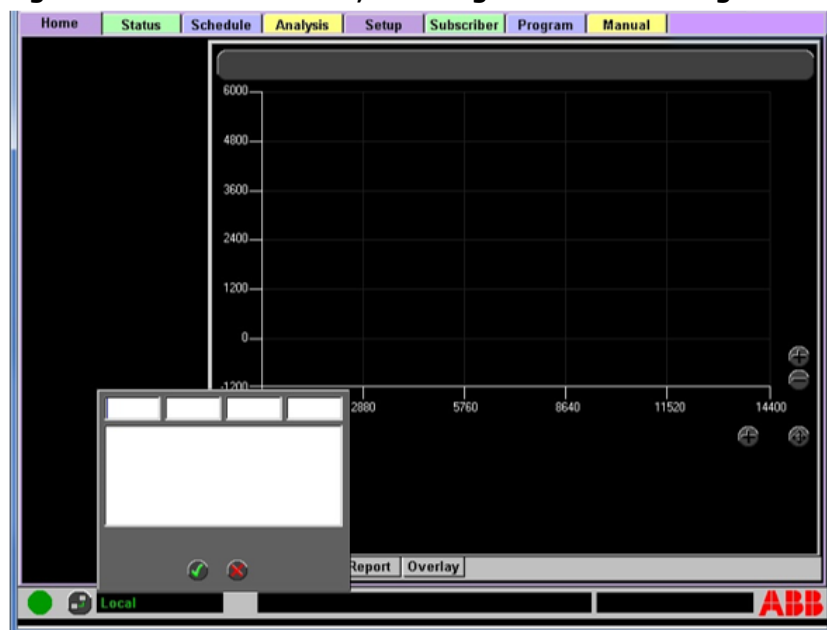 Home Status Schedule Analysis Setup Subscriber Program Manual
6000
4800
3600
2400
1200
0
-1200
2880 5760 8640 11520 14400
Report Overlay
Local
ABB